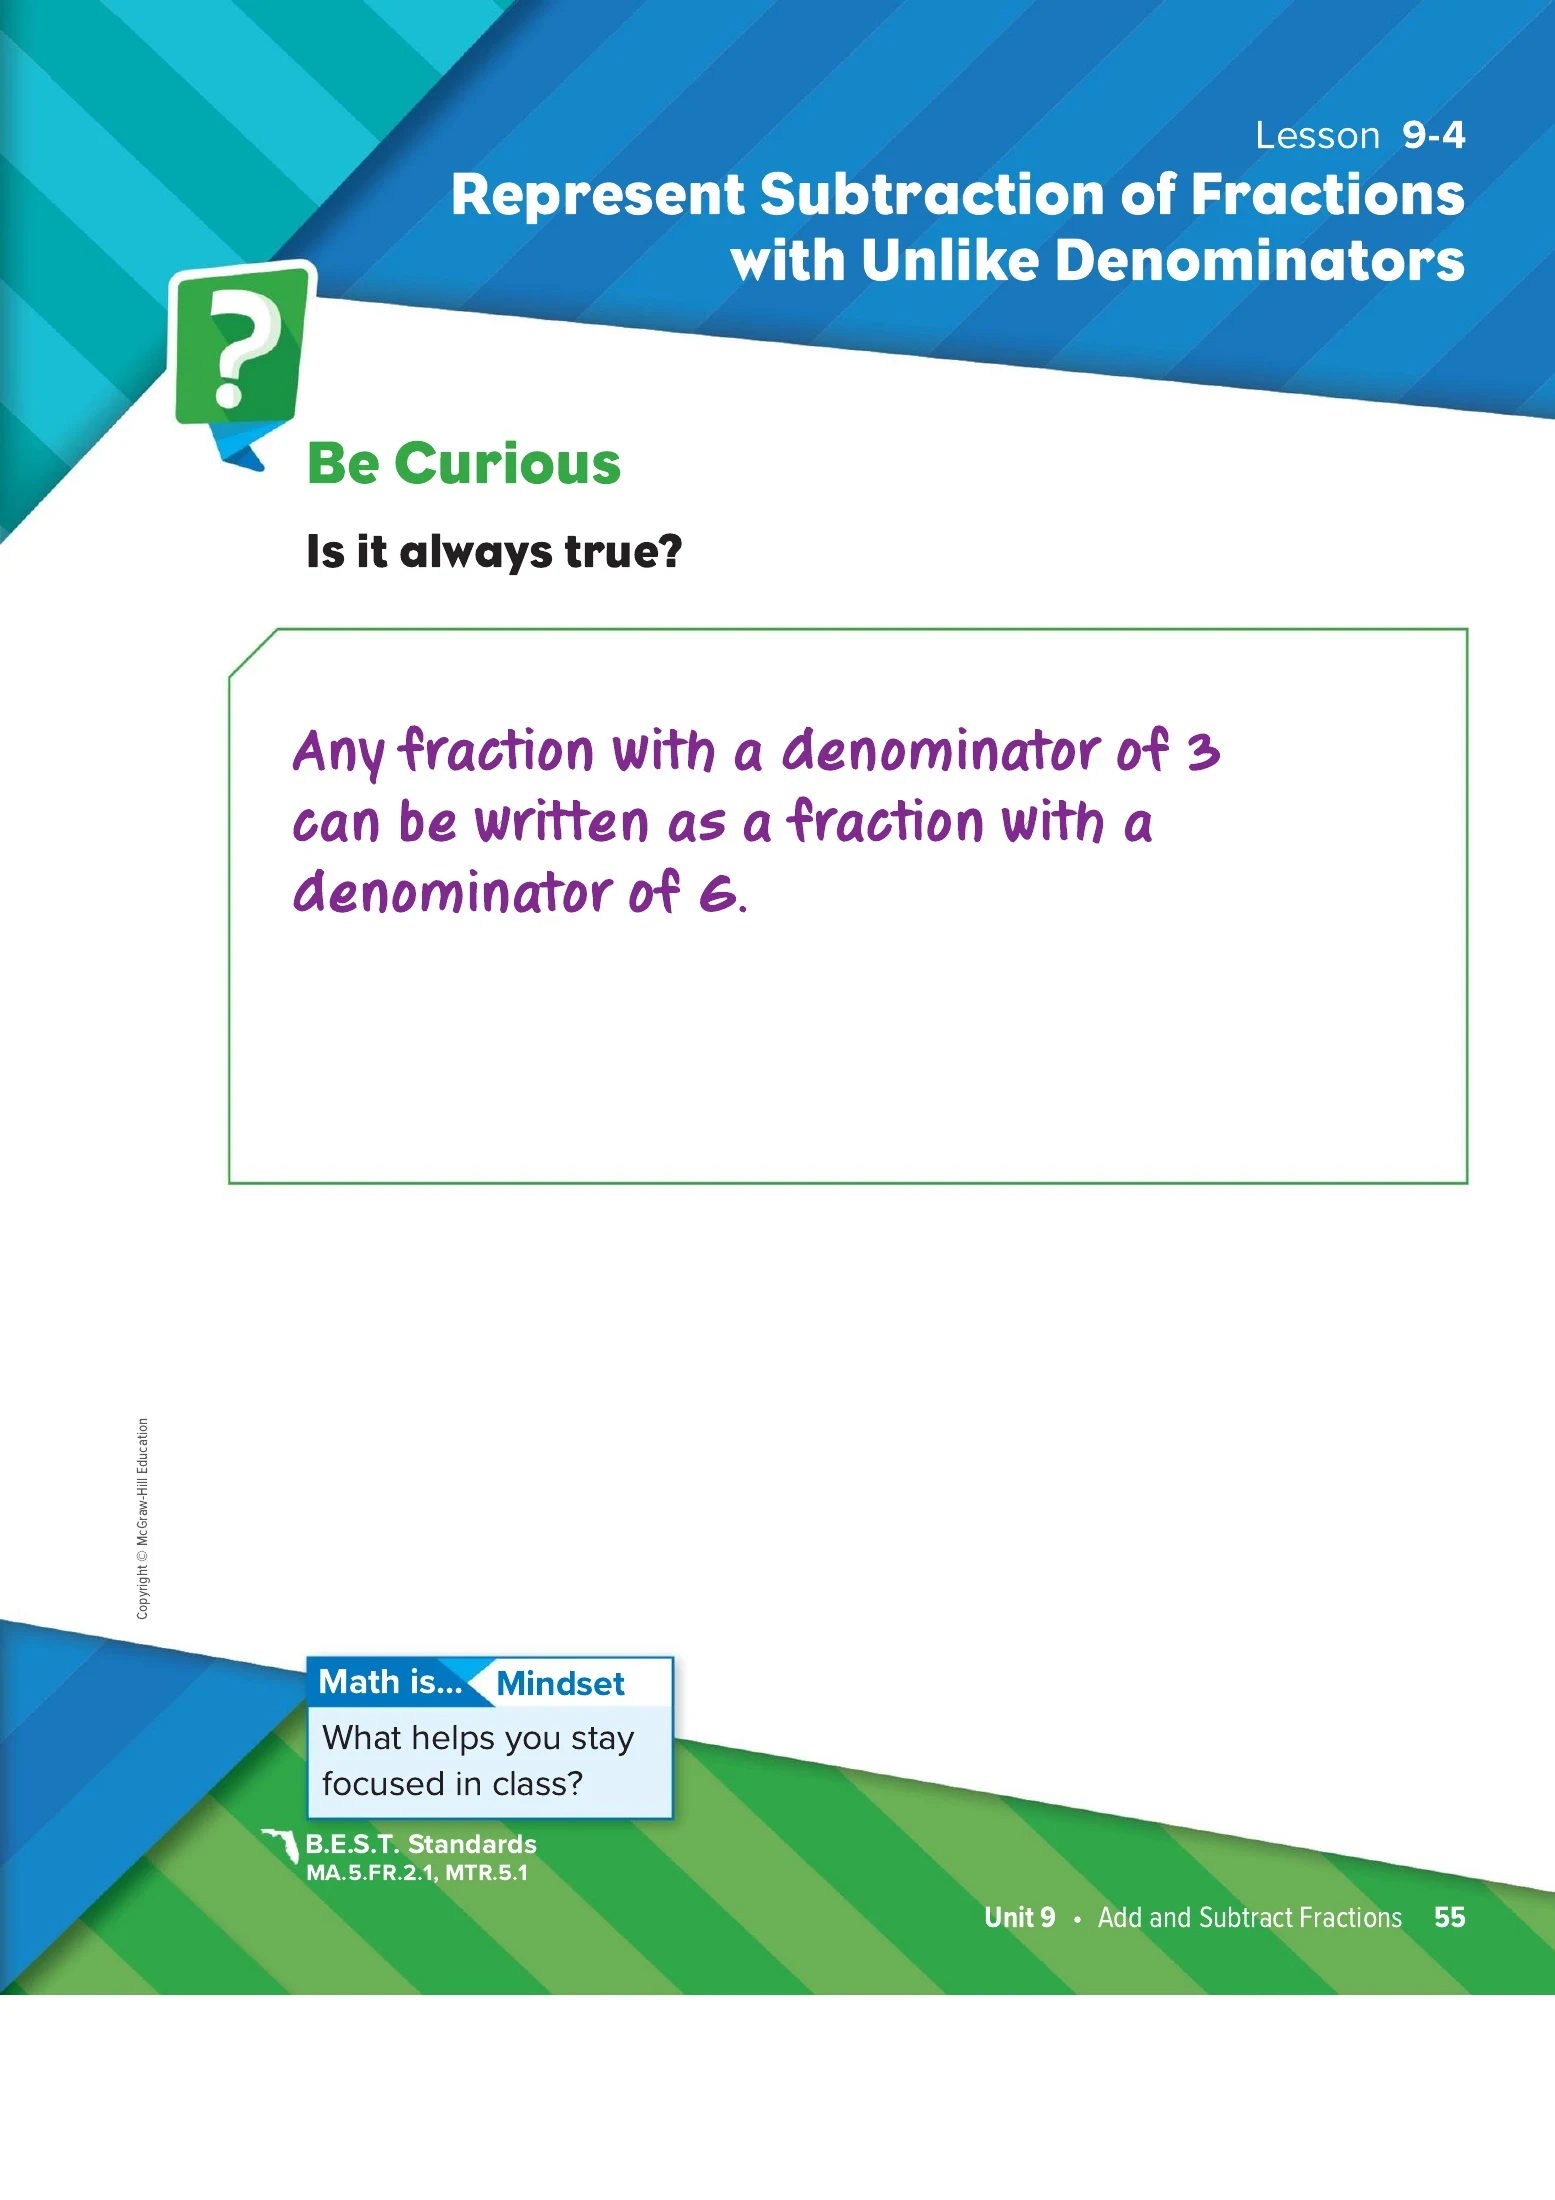 Lesson 9-4
Represent Subtraction of Fractions
with Unlike Denominators
?
Be Curious
Is it always true?
Any fraction with a denominator of 3
can be written as a fraction with a
denominator of 6.
Copyright © McGraw-Hill Education
Math is... Mindset
What helps you stay
focused in class?
B.E.S.T. Standards
MA.5.FR.2.1, MTR.5.1
Unit 9 • Add and Subtract Fractions 55